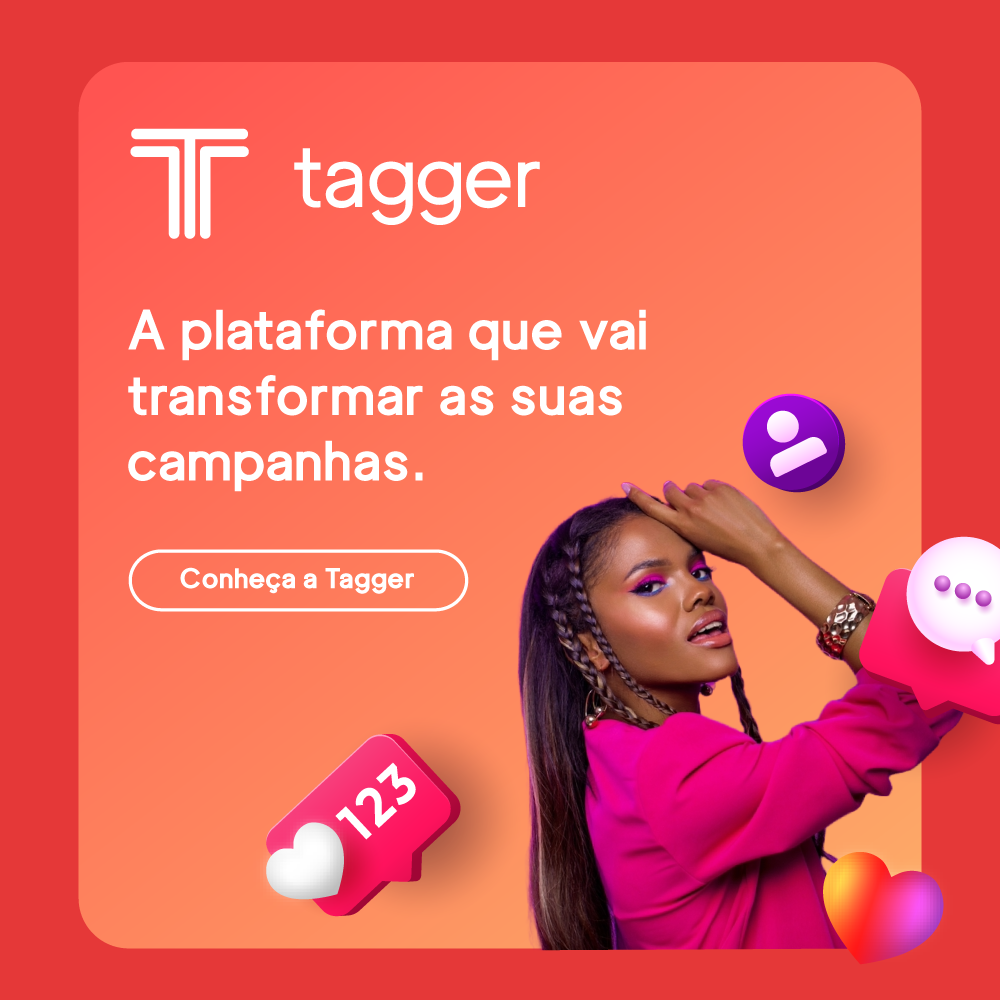 tagger
A plataforma que vai
transformar as suas
campanhas.
Conheça a Tagger
123